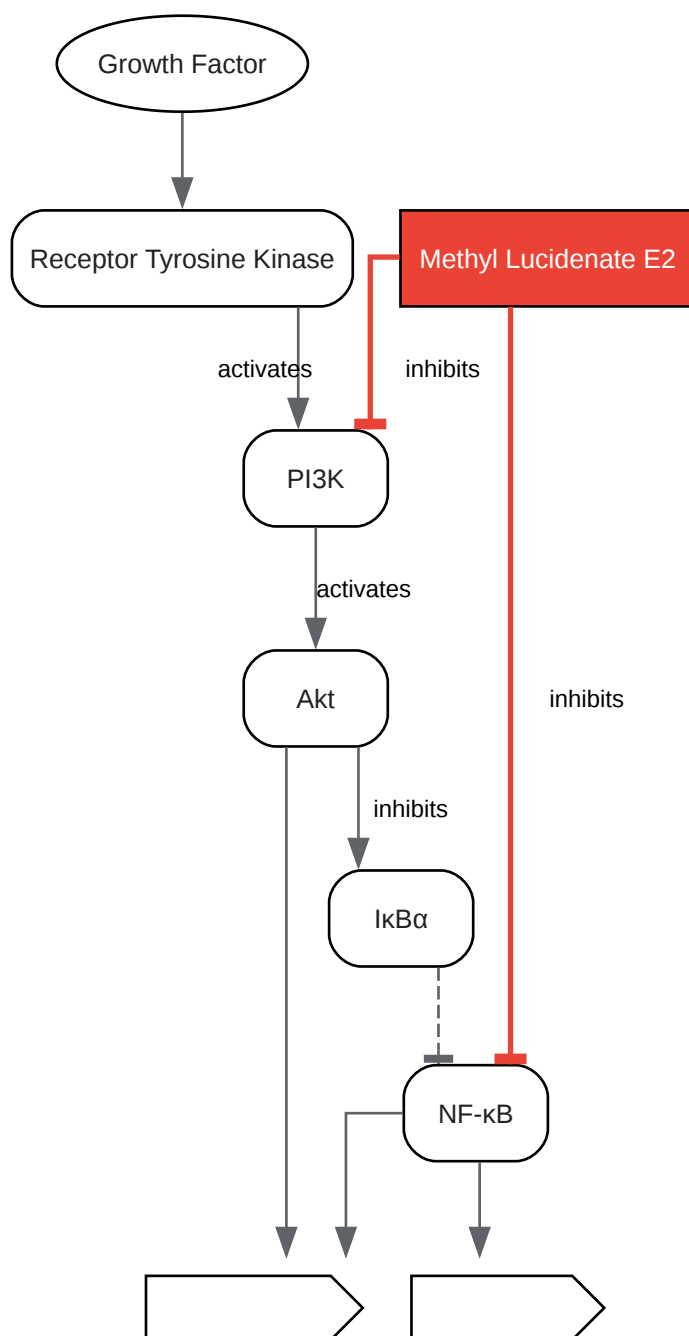 Growth Factor
Receptor Tyrosine Kinase
Methyl Lucidenate E2
activates
inhibits
PI3K
activates
Akt
inhibits
inhibits
IκBα
NF-κB